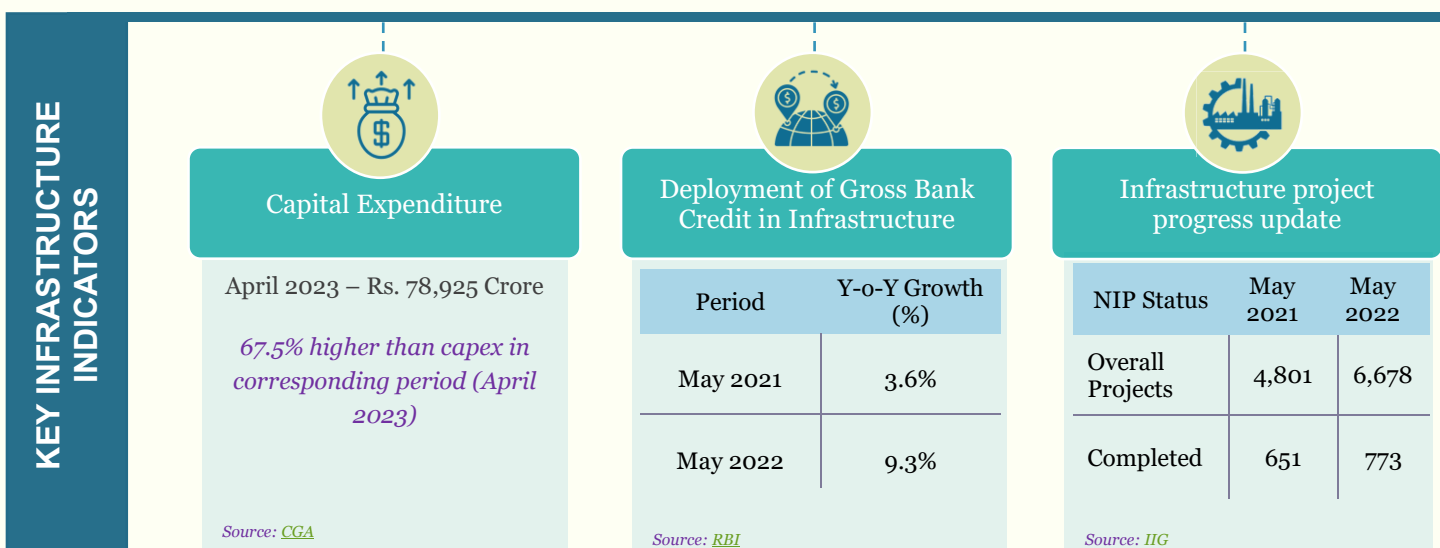 KEY INFRASTRUCTURE
INDICATORS
Capital Expenditure
April 2023 – Rs. 78,925 Crore
67.5% higher than capex in
corresponding period (April
2023)
Source: CGA
Deployment of Gross Bank
Credit in Infrastructure
Period
Y-o-Y Growth
(%)
May 2021
3.6%
May 2022
9.3%
Source: RBI
Infrastructure project
progress update
NIP Status
May
2021
May
2022
Overall
Projects
4,801
6,678
Completed
651
773
Source: IIG